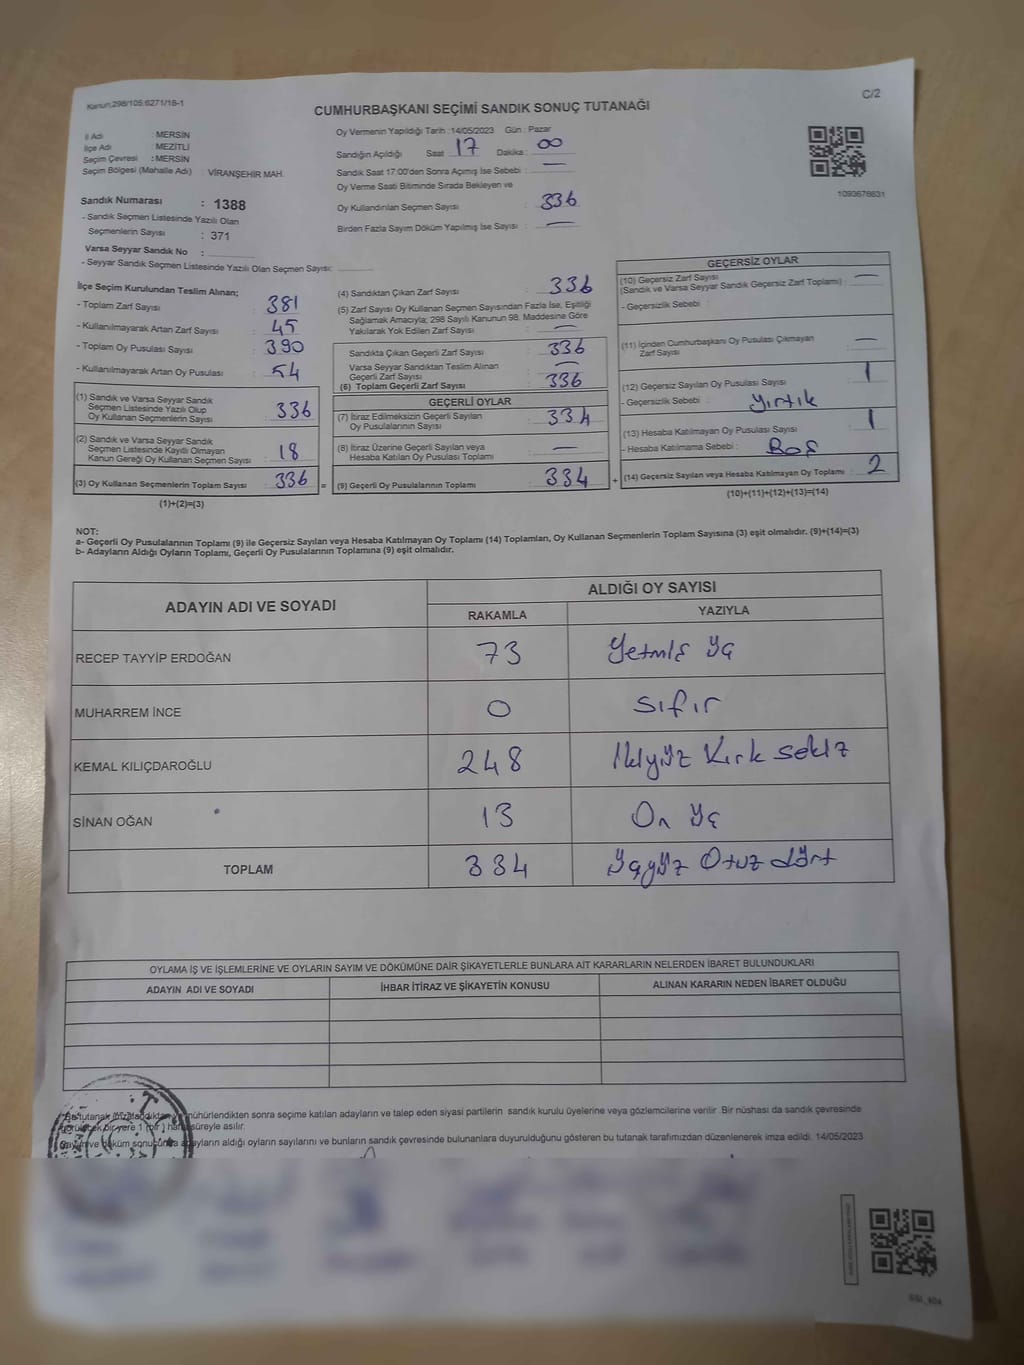 Kanun:298/105:6271/18-1
C/2
CUMHURBAŞKANI SEÇİMİ SANDIK SONUÇ TUTANAĞI
İl Adı : MERSİN
İlçe Adı : MEZİTLİ
Seçim Çevresi : MERSİN
Seçim Bölgesi (Mahalle Adı) : VİRANŞEHİR MAH.
Sandık Numarası : 1388
- Sandık Seçmen Listesinde Yazılı Olan
Seçmenlerin Sayısı : 371
Varsa Seyyar Sandık No :
- Seyyar Sandık Seçmen Listesinde Yazılı Olan Seçmen Sayısı:
Oy Vermenin Yapıldığı Tarih : 14/05/2023 Gün : Pazar
Sandığın Açıldığı Saat : 17 Dakika : 00
Sandık Saat 17:00'den Sonra Açımış İse Sebebi : —
Oy Verme Saati Bitiminde Sırada Bekleyen ve
Oy Kullandırılan Seçmen Sayısı : 336
Birden Fazla Sayım Döküm Yapılmış İse Sayısı : —
1093676631
İlçe Seçim Kurulundan Teslim Alınan;
- Toplam Zarf Sayısı : 381
- Kullanılmayarak Artan Zarf Sayısı : 45
- Toplam Oy Pusulası Sayısı : 390
- Kullanılmayarak Artan Oy Pusulası : 54
(1) Sandık ve Varsa Seyyar Sandık
Seçmen Listesinde Yazılı Olup
Oy Kullanan Seçmenlerin Sayısı : 336
(2) Sandık ve Varsa Seyyar Sandık
Seçmen Listesinde Kayıtlı Olmayan
Kanun Gereği Oy Kullanan Seçmen Sayısı : 18
(3) Oy Kullanan Seçmenlerin Toplam Sayısı : 336 =
(1)+(2)=(3)
(4) Sandıktan Çıkan Zarf Sayısı : 336
(5) Zarf Sayısı Oy Kullanan Seçmen Sayısından Fazla İse, Eşitliği
Sağlamak Amacıyla; 298 Sayılı Kanunun 98. Maddesine Göre
Yakılarak Yok Edilen Zarf Sayısı : —
Sandıkta Çıkan Geçerli Zarf Sayısı : 336
Varsa Seyyar Sandıktan Teslim Alınan
Geçerli Zarf Sayısı : —
(6) Toplam Geçerli Zarf Sayısı : 336
GEÇERLİ OYLAR
(7) İtiraz Edilmeksizin Geçerli Sayılan
Oy Pusulalarının Sayısı : 334
(8) İtiraz Üzerine Geçerli Sayılan veya
Hesaba Katılan Oy Pusulası Toplamı : —
(9) Geçerli Oy Pusulalarının Toplamı : 334 +
GEÇERSİZ OYLAR
(10) Geçersiz Zarf Sayısı
(Sandık ve Varsa Seyyar Sandık Geçersiz Zarf Toplamı) : —
- Geçersizlik Sebebi :
(11) İçinden Cumhurbaşkanı Oy Pusulası Çıkmayan
Zarf Sayısı : —
(12) Geçersiz Sayılan Oy Pusulası Sayısı : 1
- Geçersizlik Sebebi : yırtık
(13) Hesaba Katılmayan Oy Pusulası Sayısı : 1
- Hesaba Katılmama Sebebi : Boş
(14) Geçersiz Sayılan veya Hesaba Katılmayan Oy Toplamı : 2
(10)+(11)+(12)+(13)=(14)
NOT:
a- Geçerli Oy Pusulalarının Toplamı (9) ile Geçersiz Sayılan veya Hesaba Katılmayan Oy Toplamı (14) Toplamları, Oy Kullanan Seçmenlerin Toplam Sayısına (3) eşit olmalıdır. (9)+(14)=(3)
b- Adayların Aldığı Oyların Toplamı, Geçerli Oy Pusulalarının Toplamına (9) eşit olmalıdır.
ADAYIN ADI VE SOYADI
ALDIĞI OY SAYISI
RAKAMLA YAZIYLA
RECEP TAYYİP ERDOĞAN 73 Yetmiş üç
MUHARREM İNCE 0 sıfır
KEMAL KILIÇDAROĞLU 248 İkiyüz Kırk sekiz
SİNAN OĞAN 13 On üç
TOPLAM 334 Üçyüz Otuz dört
OYLAMA İŞ VE İŞLEMLERİNE VE OYLARIN SAYIM VE DÖKÜMÜNE DAİR ŞİKAYETLERLE BUNLARA AİT KARARLARIN NELERDEN İBARET BULUNDUKLARI
ADAYIN ADI VE SOYADI İHBAR İTİRAZ VE ŞİKAYETİN KONUSU ALINAN KARARIN NEDEN İBARET OLDUĞU
Bu tutanak mühürlendikten sonra seçime katılan adayların ve talep eden siyasi partilerin sandık kurulu üyelerine veya gözlemcilerine verilir .Bir nüshası da sandık çevresinde
bir yere 1 (bir ) hafta süreyle asılır.
ve döküm sonucunda adayların aldığı oyların sayılarını ve bunların sandık çevresinde bulunanlara duyurulduğunu gösteren bu tutanak tarafımızdan düzenlenerek imza edildi. 14/05/2023